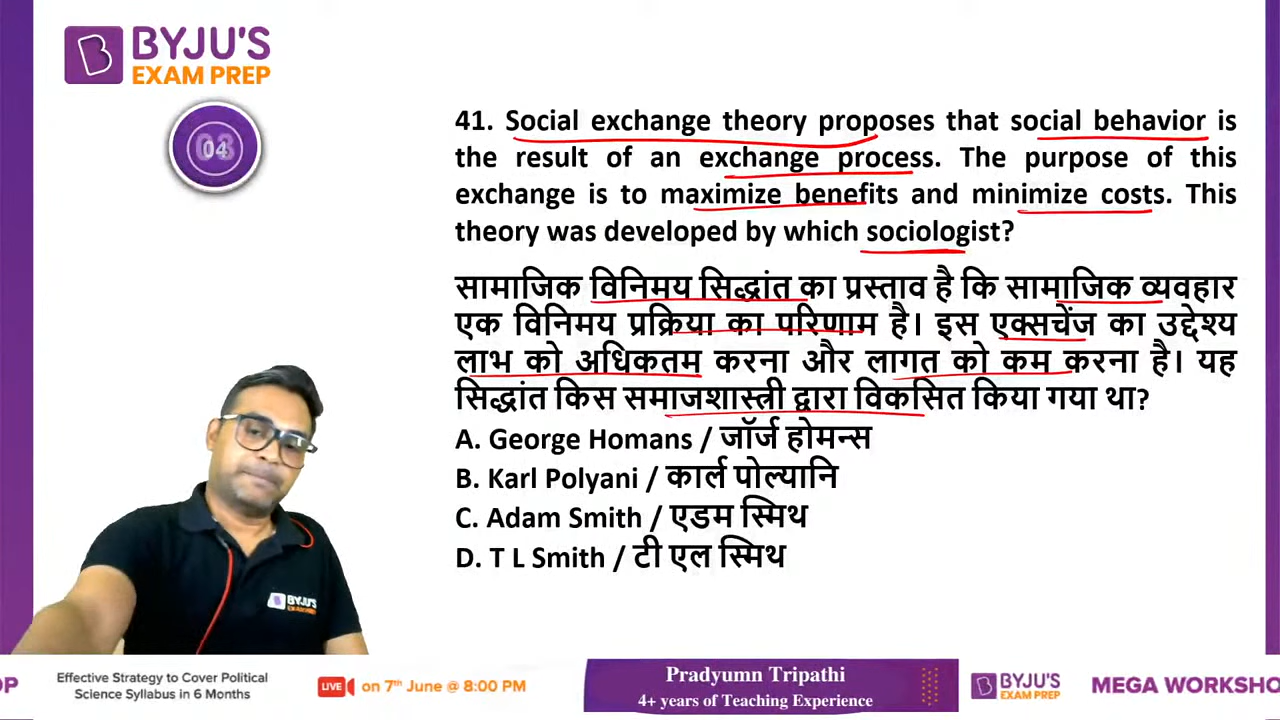 BYJU'S
EXAM PREP
41. Social exchange theory proposes that social behavior is
the result of an exchange process. The purpose of this
exchange is to maximize benefits and minimize costs. This
theory was developed by which sociologist?
सामाजिक विनिमय सिद्धांत का प्रस्ताव है कि सामाजिक व्यवहार
एक विनिमय प्रक्रिया का परिणाम है। इस एक्सचेंज का उद्देश्य
लाभ को अधिकतम करना और लागत को कम करना है। यह
सिद्धांत किस समाजशास्त्री द्वारा विकसित किया गया था?
A. George Homans / जॉर्ज होमन्स
B. Karl Polyani / कार्ल पोल्यानि
C. Adam Smith / एडम स्मिथ
D. T L Smith / टी एल स्मिथ
BYJU'S
EXAM PREP
OP
Effective Strategy to Cover Political
Science Syllabus in 6 Months
LIVE on 7th June @ 8:00 PM
Pradyumn Tripathi
4+ years of Teaching Experience
BYJU'S
EXAM PREP
MEGA WORKSHO